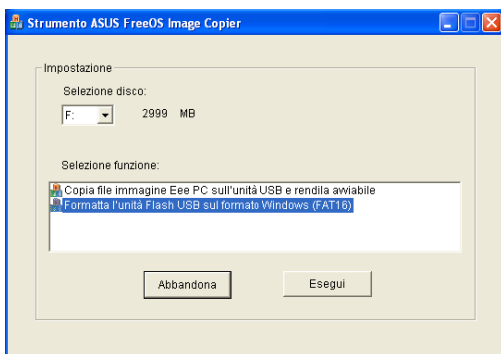 Strumento ASUS FreeOS Image Copier
Impostazione
Selezione disco:
F: 2999 MB
Selezione funzione:
Copia file immagine Eee PC sull'unità USB e rendila avviabile
Formatta l'unità Flash USB sul formato Windows (FAT16)
Abbandona Esegui